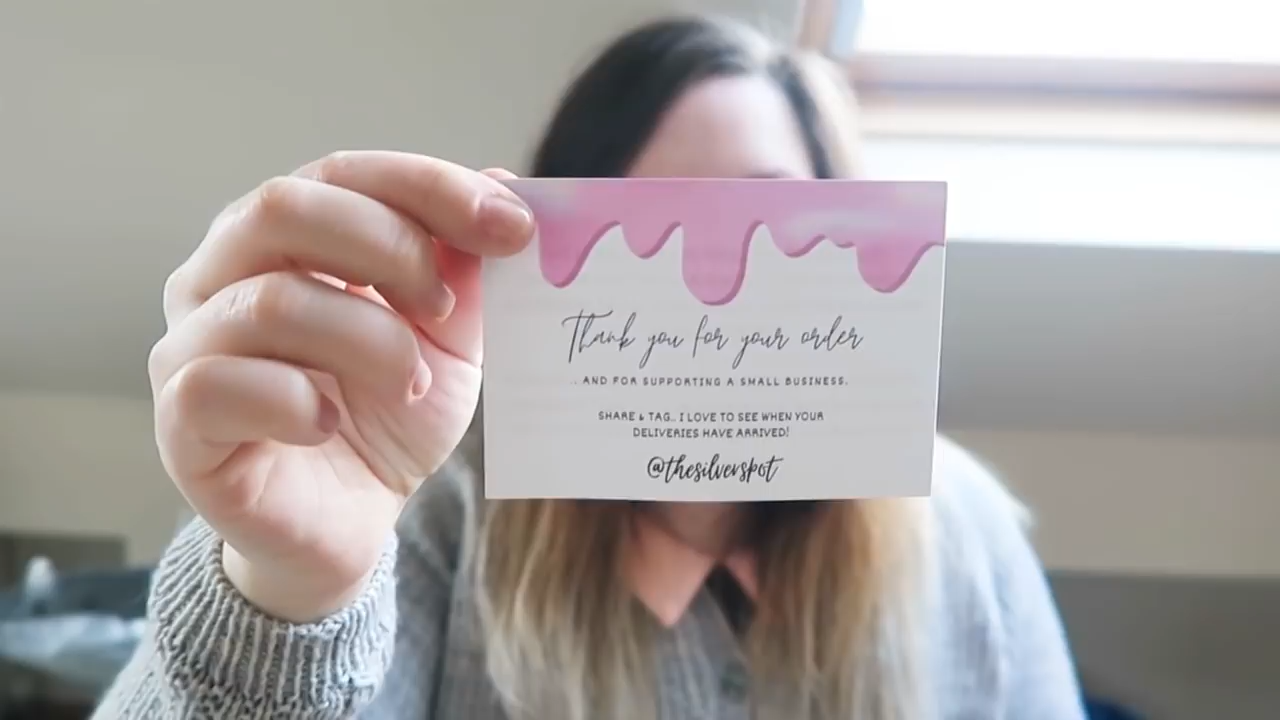 Thank you for your order
...AND FOR SUPPORTING A SMALL BUSINESS.
SHARE & TAG.. I LOVE TO SEE WHEN YOUR
DELIVERIES HAVE ARRIVED!
@thesilverspot